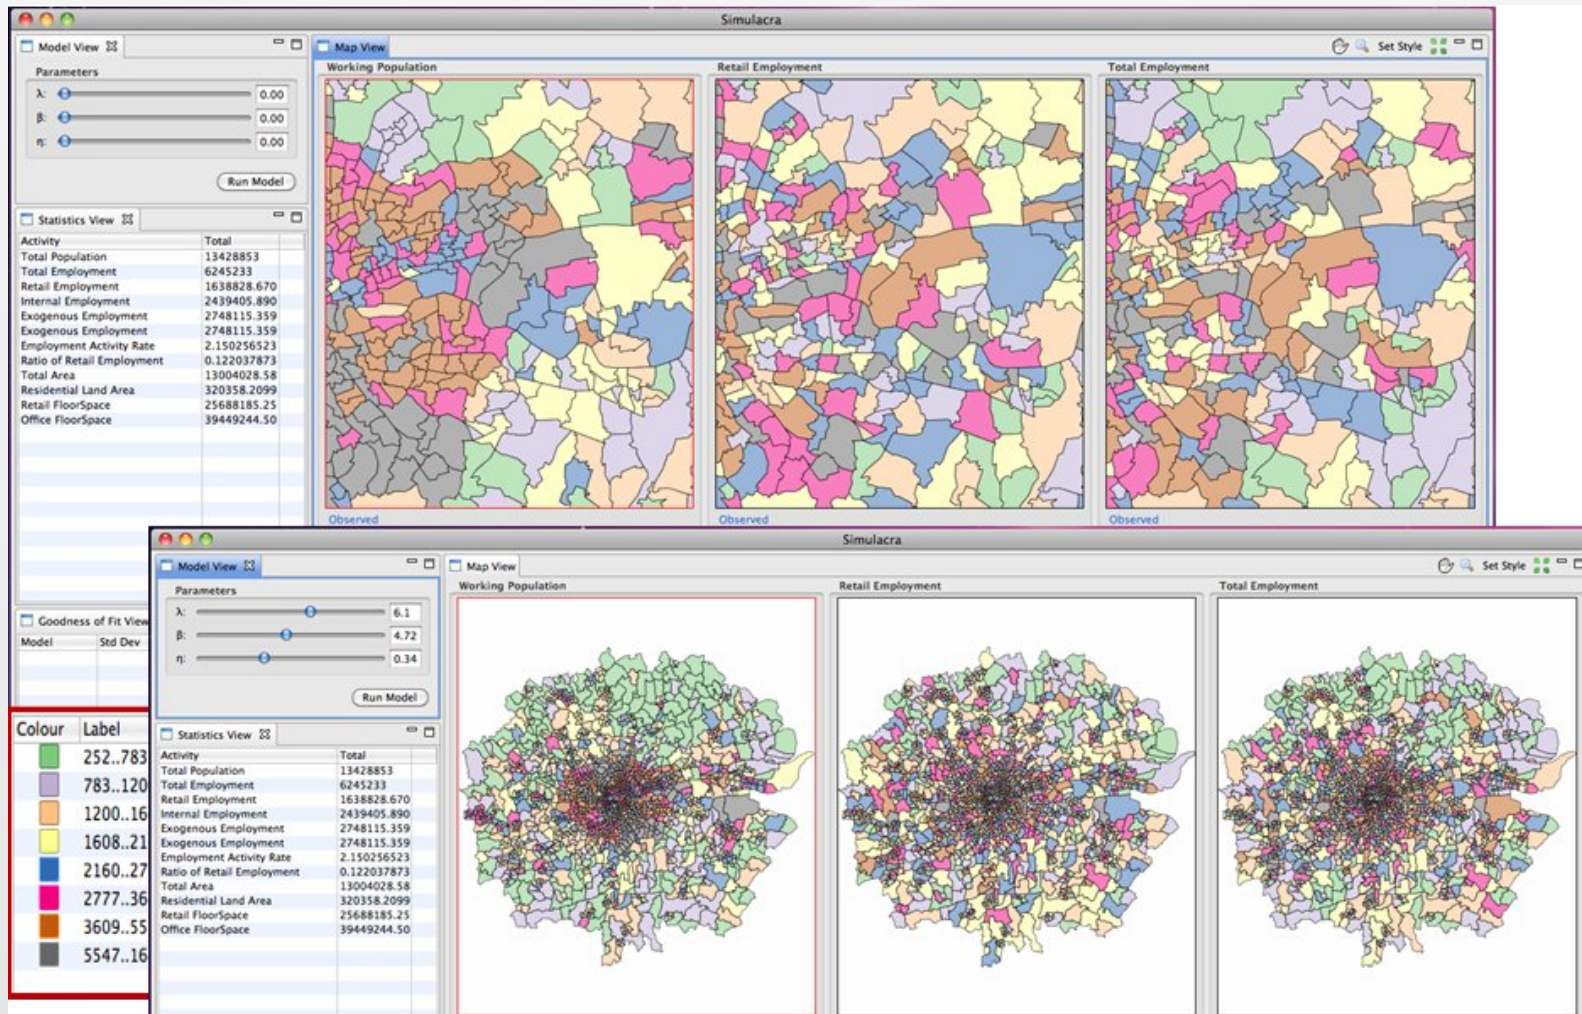 Simulacra
Model View
Map View
Set Style
Parameters
λ: 0.00
β: 0.00
η: 0.00
Run Model
Working Population
Retail Employment
Total Employment
Statistics View
Activity Total
Total Population 13428853
Total Employment 6245233
Retail Employment 1638828.670
Internal Employment 2439405.890
Exogenous Employment 2748115.359
Exogenous Employment 2748115.359
Employment Activity Rate 2.150256523
Ratio of Retail Employment 0.122037873
Total Area 13004028.58
Residential Land Area 320358.2099
Retail FloorSpace 25688185.25
Office FloorSpace 39449244.50
Observed
Observed
Observed
Goodness of Fit View
Model Std Dev
Colour Label
252..783
783..120
1200..16
1608..21
2160..27
2777..36
3609..55
5547..16
Simulacra
Model View
Map View
Set Style
Parameters
λ: 6.1
β: 4.72
η: 0.34
Run Model
Working Population
Retail Employment
Total Employment
Statistics View
Activity Total
Total Population 13428853
Total Employment 6245233
Retail Employment 1638828.670
Internal Employment 2439405.890
Exogenous Employment 2748115.359
Exogenous Employment 2748115.359
Employment Activity Rate 2.150256523
Ratio of Retail Employment 0.122037873
Total Area 13004028.58
Residential Land Area 320358.2099
Retail FloorSpace 25688185.25
Office FloorSpace 39449244.50